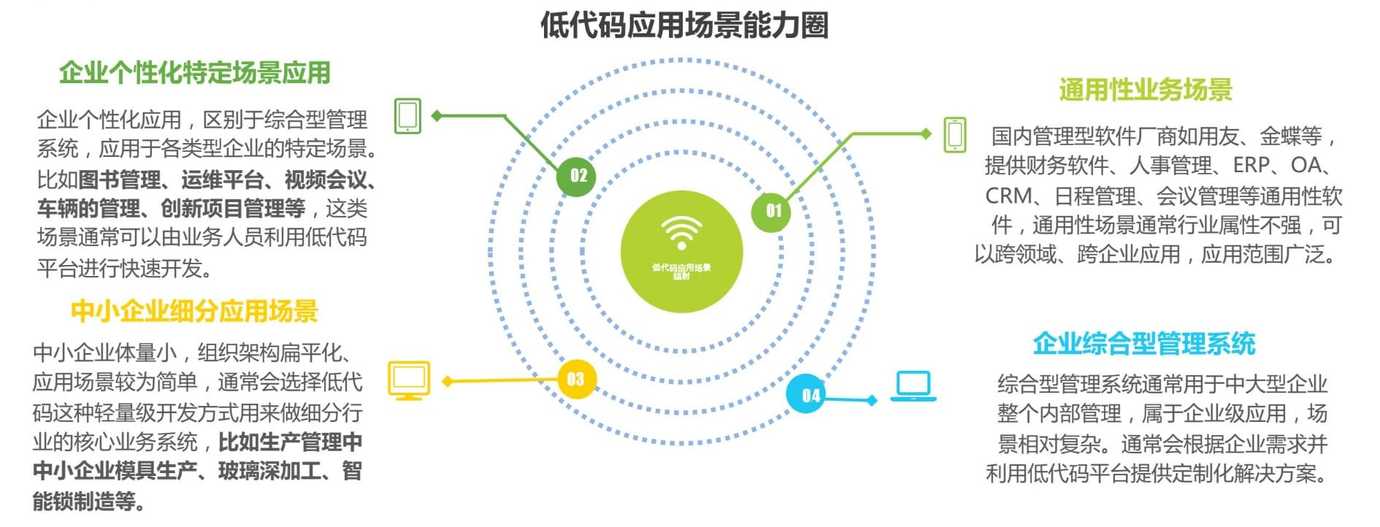 低代码应用场景能力圈
企业个性化特定场景应用
企业个性化应用，区别于综合型管理
系统，应用于各类型企业的特定场景。
比如图书管理、运维平台、视频会议、
车辆的管理、创新项目管理等，这类
场景通常可以由业务人员利用低代码
平台进行快速开发。
02
通用性业务场景
国内管理型软件厂商如用友、金蝶等，
提供财务软件、人事管理、ERP、OA、
CRM、日程管理、会议管理等通用性软
件，通用性场景通常行业属性不强，可
以跨领域、跨企业应用，应用范围广泛。
01
低代码应用场景
辐射
中小企业细分应用场景
中小企业体量小，组织架构扁平化、
应用场景较为简单，通常会选择低代
码这种轻量级开发方式用来做细分行
业的核心业务系统，比如生产管理中
中小企业模具生产、玻璃深加工、智
能锁制造等。
03
企业综合型管理系统
综合型管理系统通常用于中大型企业
整个内部管理，属于企业级应用，场
景相对复杂。通常会根据企业需求并
利用低代码平台提供定制化解决方案。
04